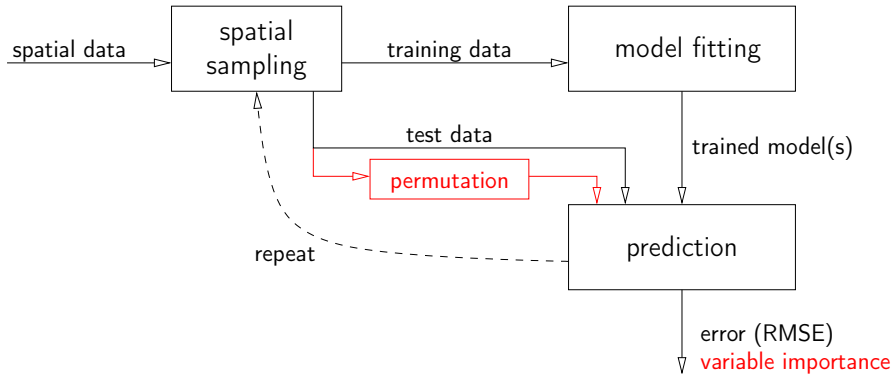 spatial data
spatial
sampling
training data
model fitting
test data
trained model(s)
permutation
prediction
repeat
error (RMSE)
variable importance